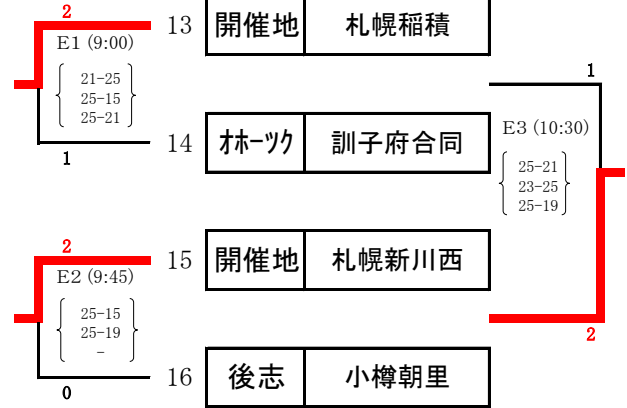 2
13 開催地 札幌稲積
E1 (9:00)
21-25
25-15
25-21
1
14 オホーツク 訓子府合同
1
E3 (10:30)
25-21
23-25
25-19
2
15 開催地 札幌新川西
E2 (9:45)
25-15
25-19
-
2
0
16 後志 小樽朝里